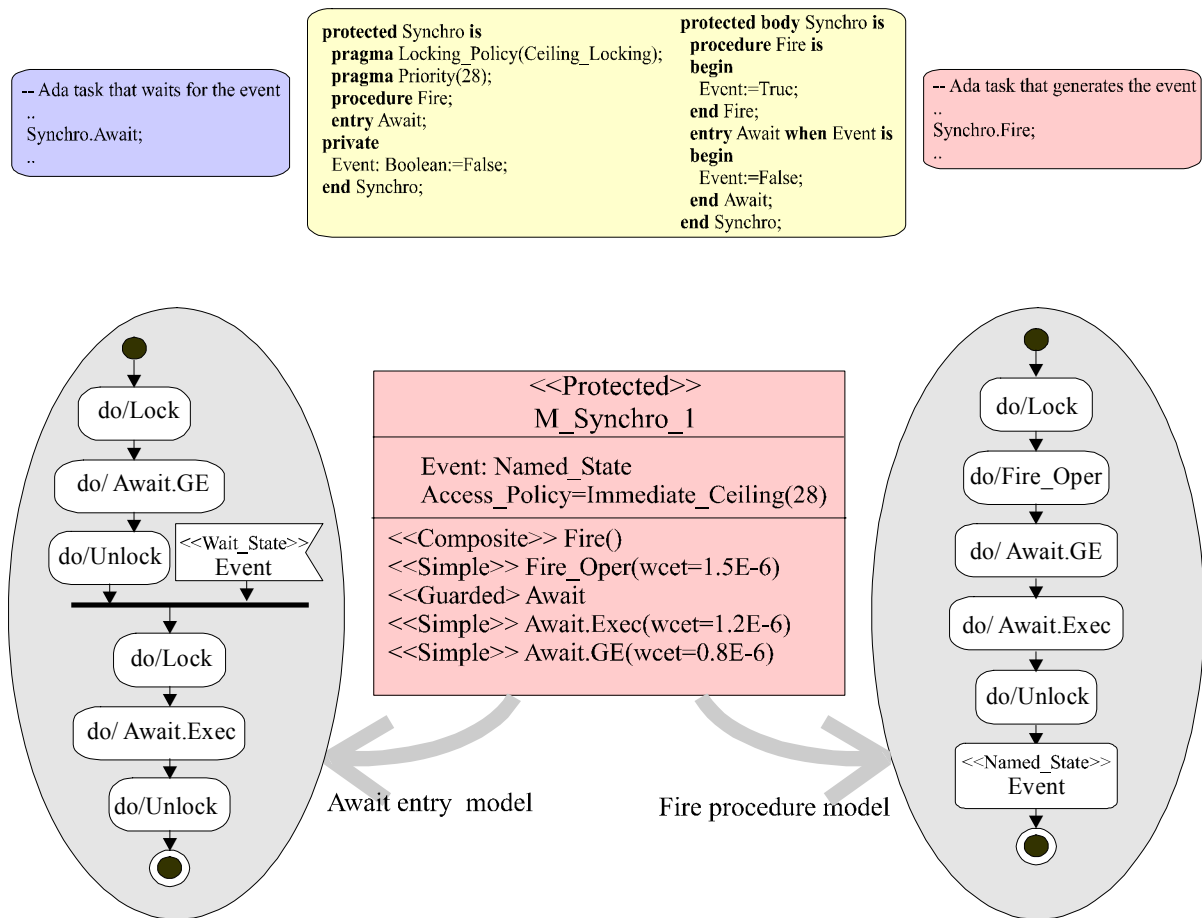 -- Ada task that waits for the event
..
Synchro.Await;
..
protected Synchro is
pragma Locking_Policy(Ceiling_Locking);
pragma Priority(28);
procedure Fire;
entry Await;
private
Event: Boolean:=False;
end Synchro;
protected body Synchro is
procedure Fire is
begin
Event:=True;
end Fire;
entry Await when Event is
begin
Event:=False;
end Await;
end Synchro;
-- Ada task that generates the event
..
Synchro.Fire;
..
do/Lock
do/ Await.GE
do/Unlock
<<Wait_State>>
Event
do/Lock
do/ Await.Exec
do/Unlock
Await entry model
<<Protected>>
M_Synchro_1
Event: Named_State
Access_Policy=Immediate_Ceiling(28)
<<Composite>> Fire()
<<Simple>> Fire_Oper(wcet=1.5E-6)
<<Guarded> Await
<<Simple>> Await.Exec(wcet=1.2E-6)
<<Simple>> Await.GE(wcet=0.8E-6)
Fire procedure model
do/Lock
do/Fire_Oper
do/ Await.GE
do/ Await.Exec
do/Unlock
<<Named_State>>
Event